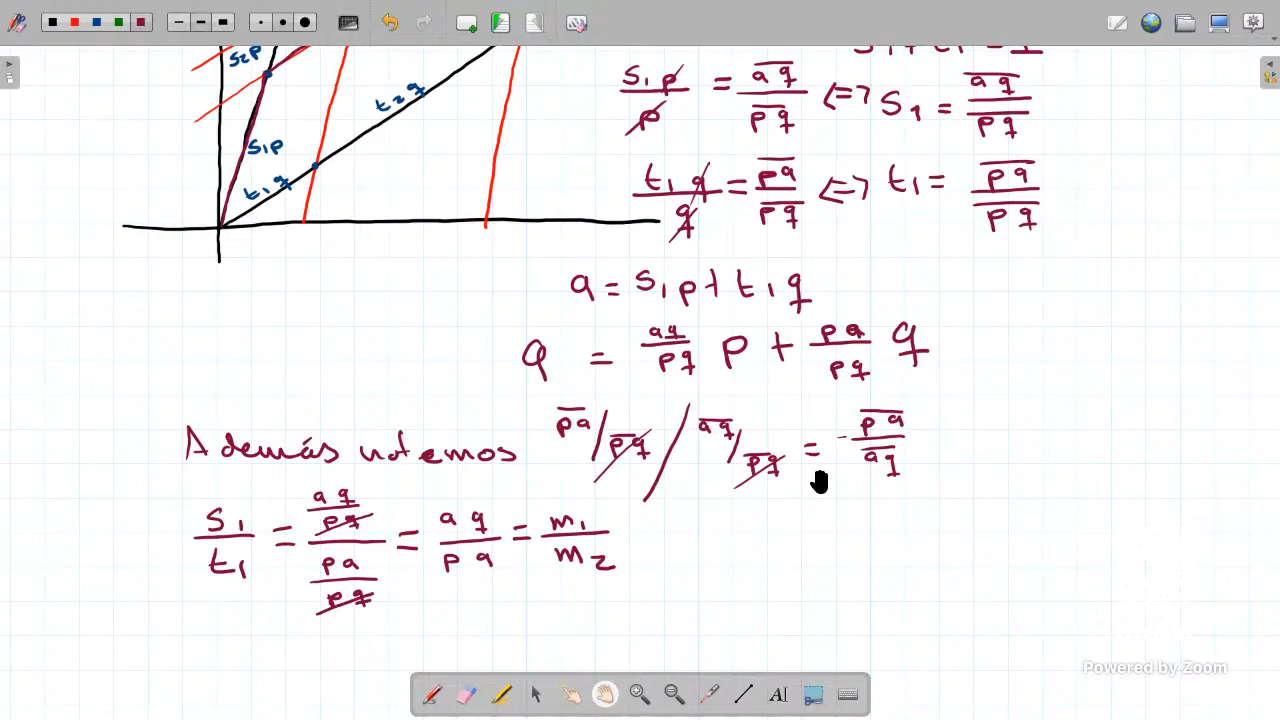 s₂p
t₂q
s₁p
t₁q
s₁p/p = aq/pq <=> s₁ = aq/pq
t₁q/q = pa/pq <=> t₁ = pa/pq
a = s₁p + t₁q
a = aq/pq p + pa/pq q
Además notemos pa/pq / aq/pq = pa/aq
s₁/t₁ = aq/pq / pa/pq = aq/pa = m₁/m₂
Powered by Zoom